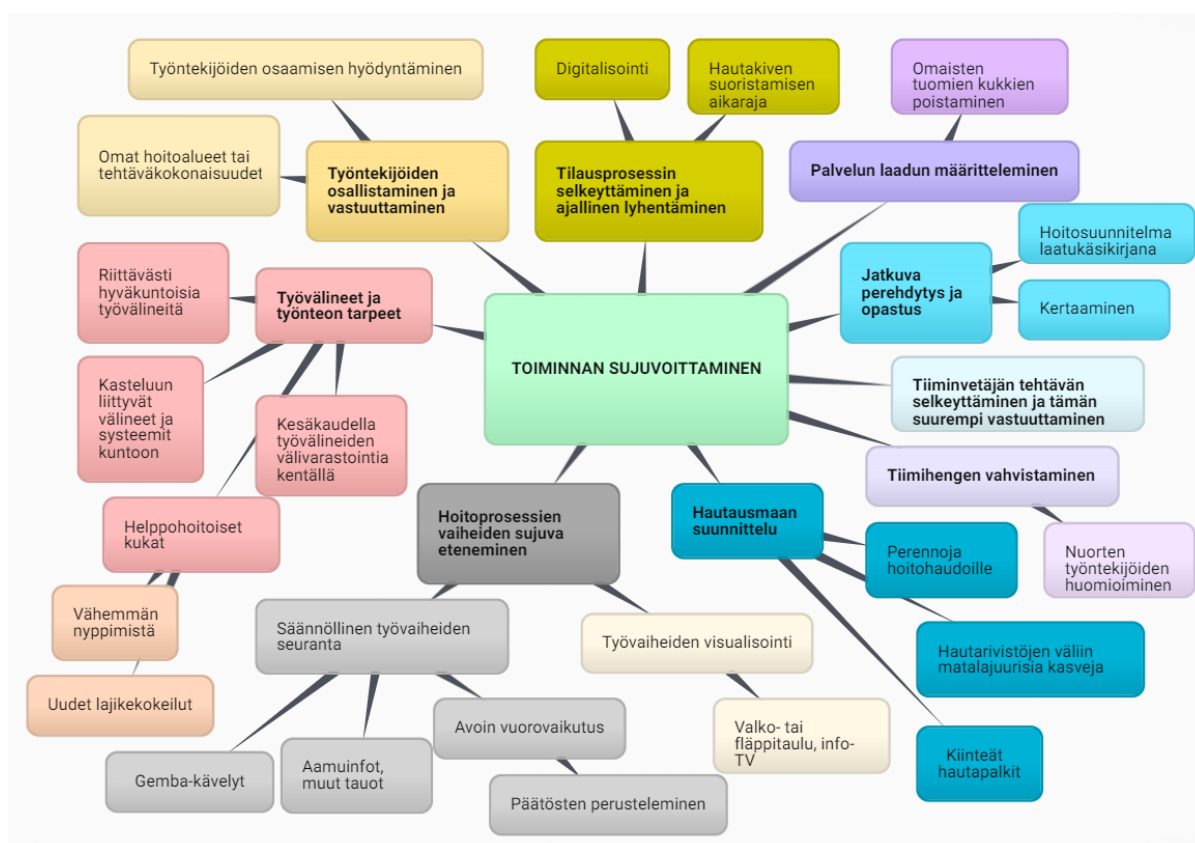 Työntekijöiden osaamisen hyödyntäminen
Digitalisointi
Hautakiven
suoristamisen
aikaraja
Omaisten
tuomien kukkien
poistaminen
Omat hoitoalueet tai
tehtäväkokonaisuudet
Työntekijöiden
osallistaminen ja
vastuuttaminen
Tilausprosessin
selkeyttäminen ja
ajallinen lyhentäminen
Palvelun laadun määritteleminen
Riittävästi
hyväkuntoisia
työvälineitä
Työvälineet ja
työnteon tarpeet
Jatkuva
perehdytys ja
opastus
Hoitosuunnitelma
laatukäsikirjana
Kertaaminen
TOIMINNAN SUJUVOITTAMINEN
Kasteluun
liittyvät
välineet ja
systeemit
kuntoon
Kesäkaudella
työvälineiden
välivarastointia
kentällä
Tiiminvetäjän tehtävän
selkeyttäminen ja tämän
suurempi vastuuttaminen
Tiimihengen vahvistaminen
Helppohoitoiset
kukat
Hoitoprosessien
vaiheiden sujuva
eteneminen
Hautausmaan
suunnittelu
Perennoja
hoitohaudoille
Nuorten
työntekijöiden
huomioiminen
Vähemmän
nyppimistä
Säännöllinen työvaiheiden
seuranta
Työvaiheiden visualisointi
Hautarivistöjen väliin
matalajuurisia kasveja
Uudet lajikekokeilut
Avoin vuorovaikutus
Valko- tai
fläppitaulu, info-
TV
Kiinteät
hautapalkit
Gemba-kävelyt
Aamuinfot,
muut tauot
Päätösten perusteleminen